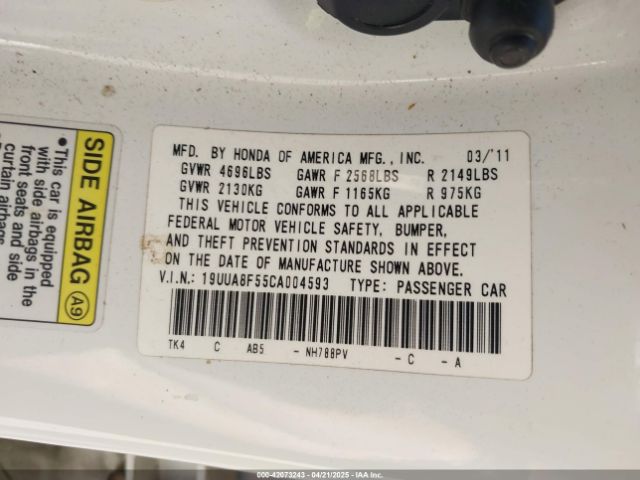 MFD. BY HONDA OF AMERICA MFG., INC. 03/'11
GVWR 4696LBS GAWR F 2568LBS R 2149LBS
GVWR 2130KG GAWR F 1165KG R 975KG
THIS VEHICLE CONFORMS TO ALL APPLICABLE
FEDERAL MOTOR VEHICLE SAFETY, BUMPER,
AND THEFT PREVENTION STANDARDS IN EFFECT
ON THE DATE OF MANUFACTURE SHOWN ABOVE.
V.I.N.: 19UUA8F55CA004593 TYPE: PASSENGER CAR
TK4 C AB5 - NH788PV - C - A
SIDE AIRBAG A9
•This car is equipped
with side airbags in the
front seats and side
curtain airbags
000-42073243 - 04/21/2025 - IAAI.COM